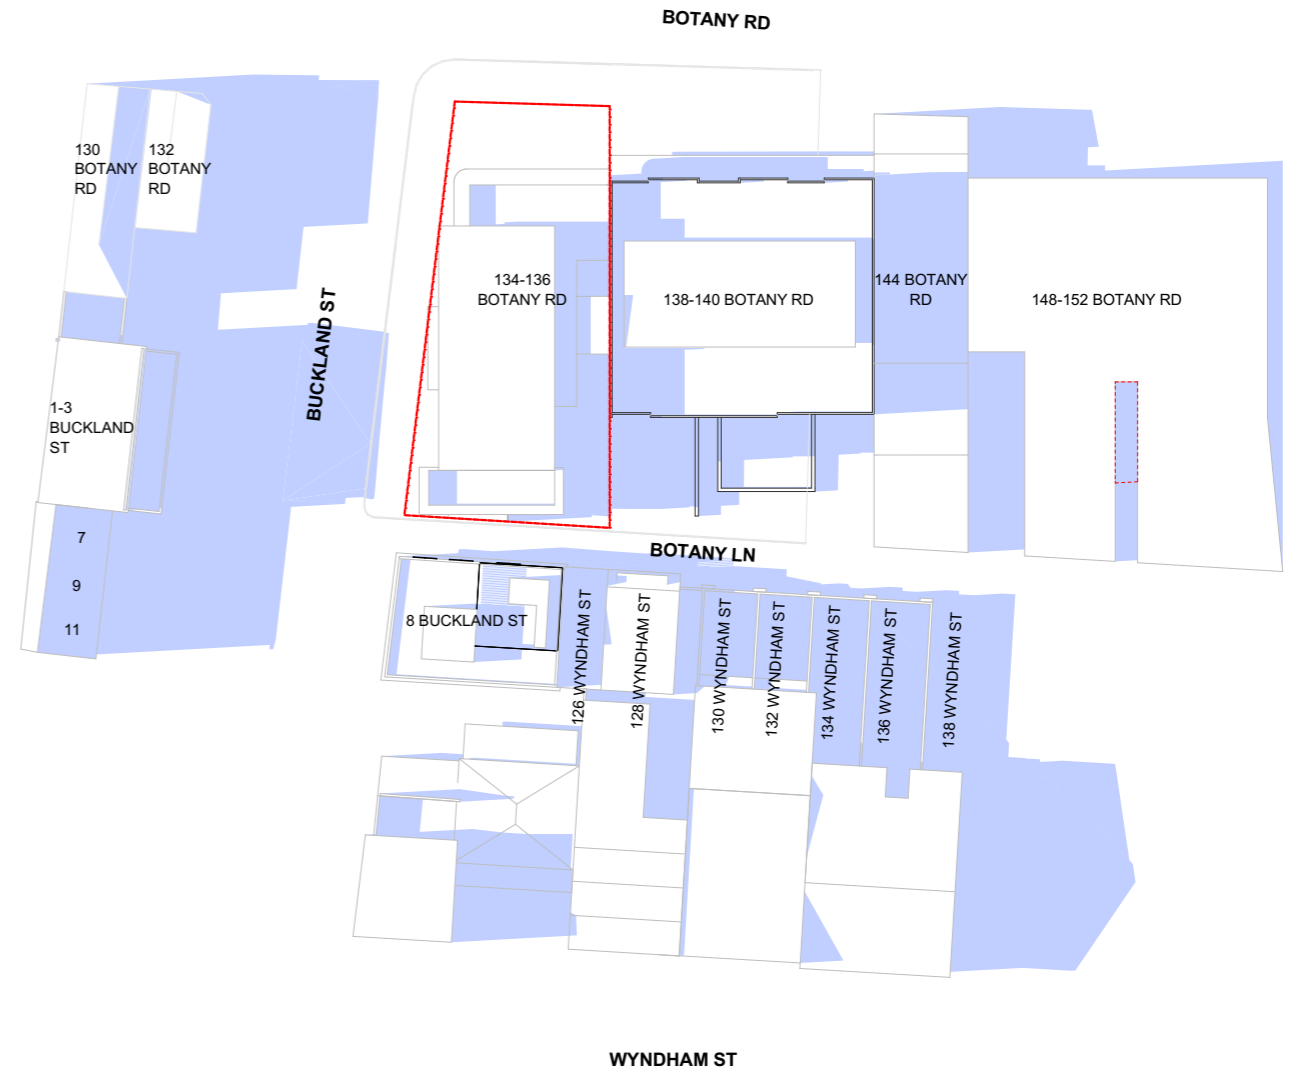 BOTANY RD
130
BOTANY
RD
132
BOTANY
RD
134-136
BOTANY RD
138-140 BOTANY RD
144 BOTANY
RD
148-152 BOTANY RD
BUCKLAND ST
1-3
BUCKLAND
ST
7
9
11
BOTANY LN
8 BUCKLAND ST
126 WYNDHAM ST
128 WYNDHAM ST
130 WYNDHAM ST
132 WYNDHAM ST
134 WYNDHAM ST
136 WYNDHAM ST
138 WYNDHAM ST
WYNDHAM ST